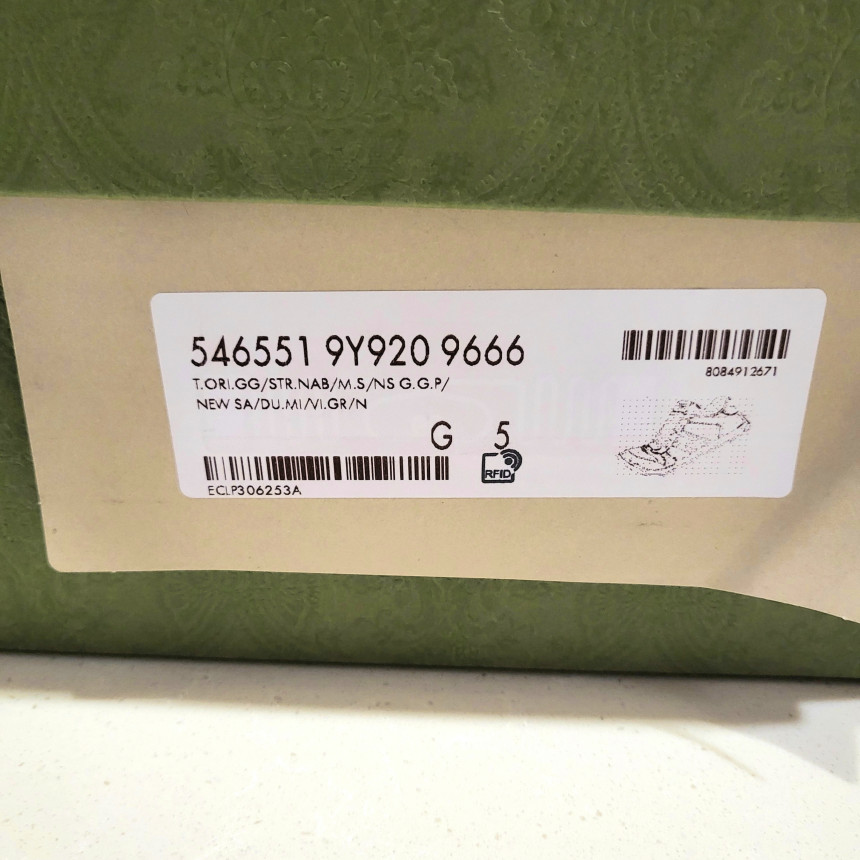 546551 9Y920 9666
8084912671
T.ORI.GG/STR.NAB/M.S/NS G.G.P/
NEW SA/DU.MI/VI.GR/N
G 5
RFID
ECLP306253A